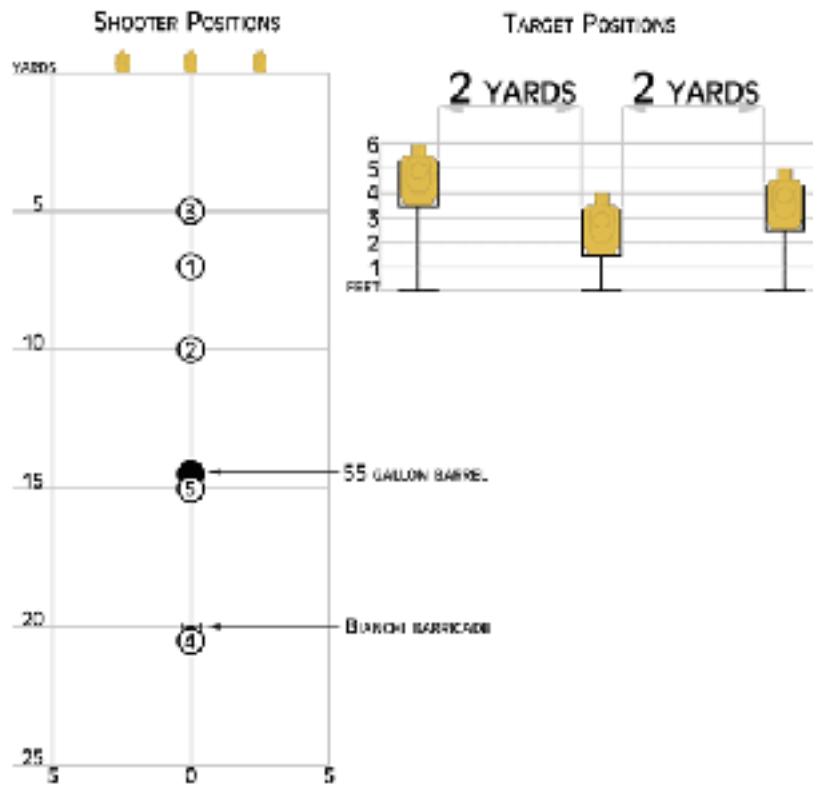 SHOOTER POSITIONS
YARDS
5
3
1
10
2
55 GALLON BARREL
15
5
20
BIANCHI BARRICADE
4
25
5 0 5
TARGET POSITIONS
2 YARDS 2 YARDS
6
5
4
3
2
1
FEET